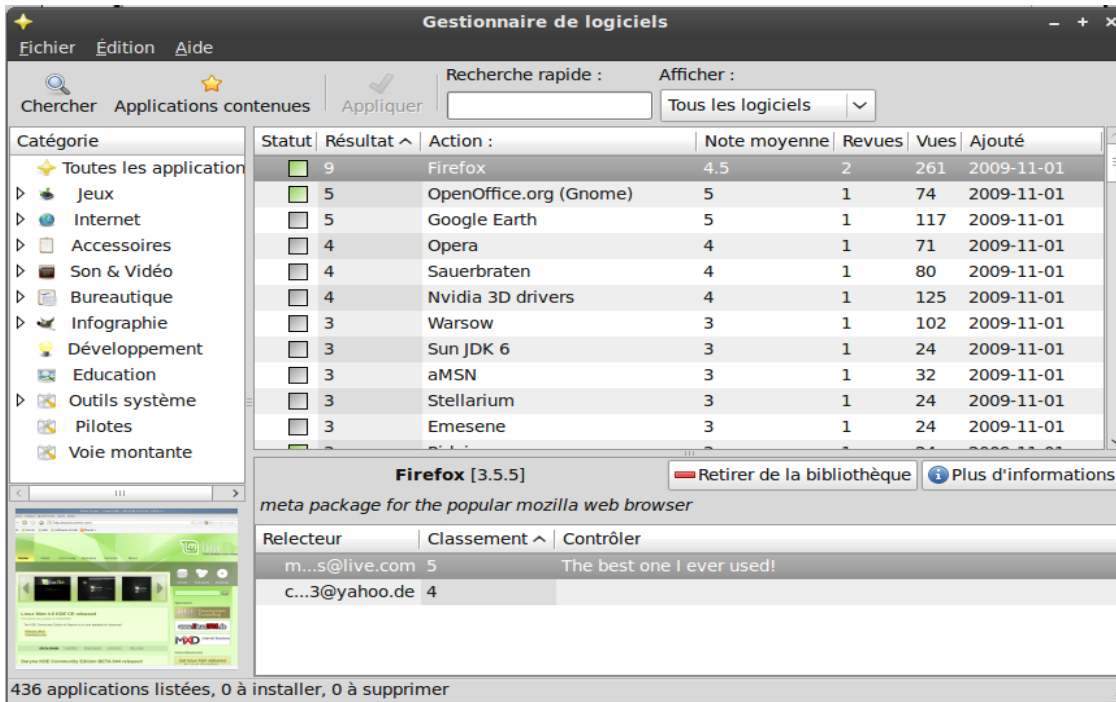 Gestionnaire de logiciels
Fichier Édition Aide
Chercher Applications contenues Appliquer
Recherche rapide : Afficher :
Tous les logiciels
Catégorie
Toutes les application
Jeux
Internet
Accessoires
Son & Vidéo
Bureautique
Infographie
Développement
Education
Outils système
Pilotes
Voie montante
Statut Résultat Action : Note moyenne Revues Vues Ajouté
9 Firefox 4.5 2 261 2009-11-01
5 OpenOffice.org (Gnome) 5 1 74 2009-11-01
5 Google Earth 5 1 117 2009-11-01
4 Opera 4 1 71 2009-11-01
4 Sauerbraten 4 1 80 2009-11-01
4 Nvidia 3D drivers 4 1 125 2009-11-01
3 Warsow 3 1 102 2009-11-01
3 Sun JDK 6 3 1 24 2009-11-01
3 aMSN 3 1 32 2009-11-01
3 Stellarium 3 1 24 2009-11-01
3 Emesene 3 1 24 2009-11-01
Firefox [3.5.5] Retirer de la bibliothèque Plus d'informations
meta package for the popular mozilla web browser
Relecteur Classement Contrôler
m...s@live.com 5 The best one I ever used!
c...3@yahoo.de 4
436 applications listées, 0 à installer, 0 à supprimer